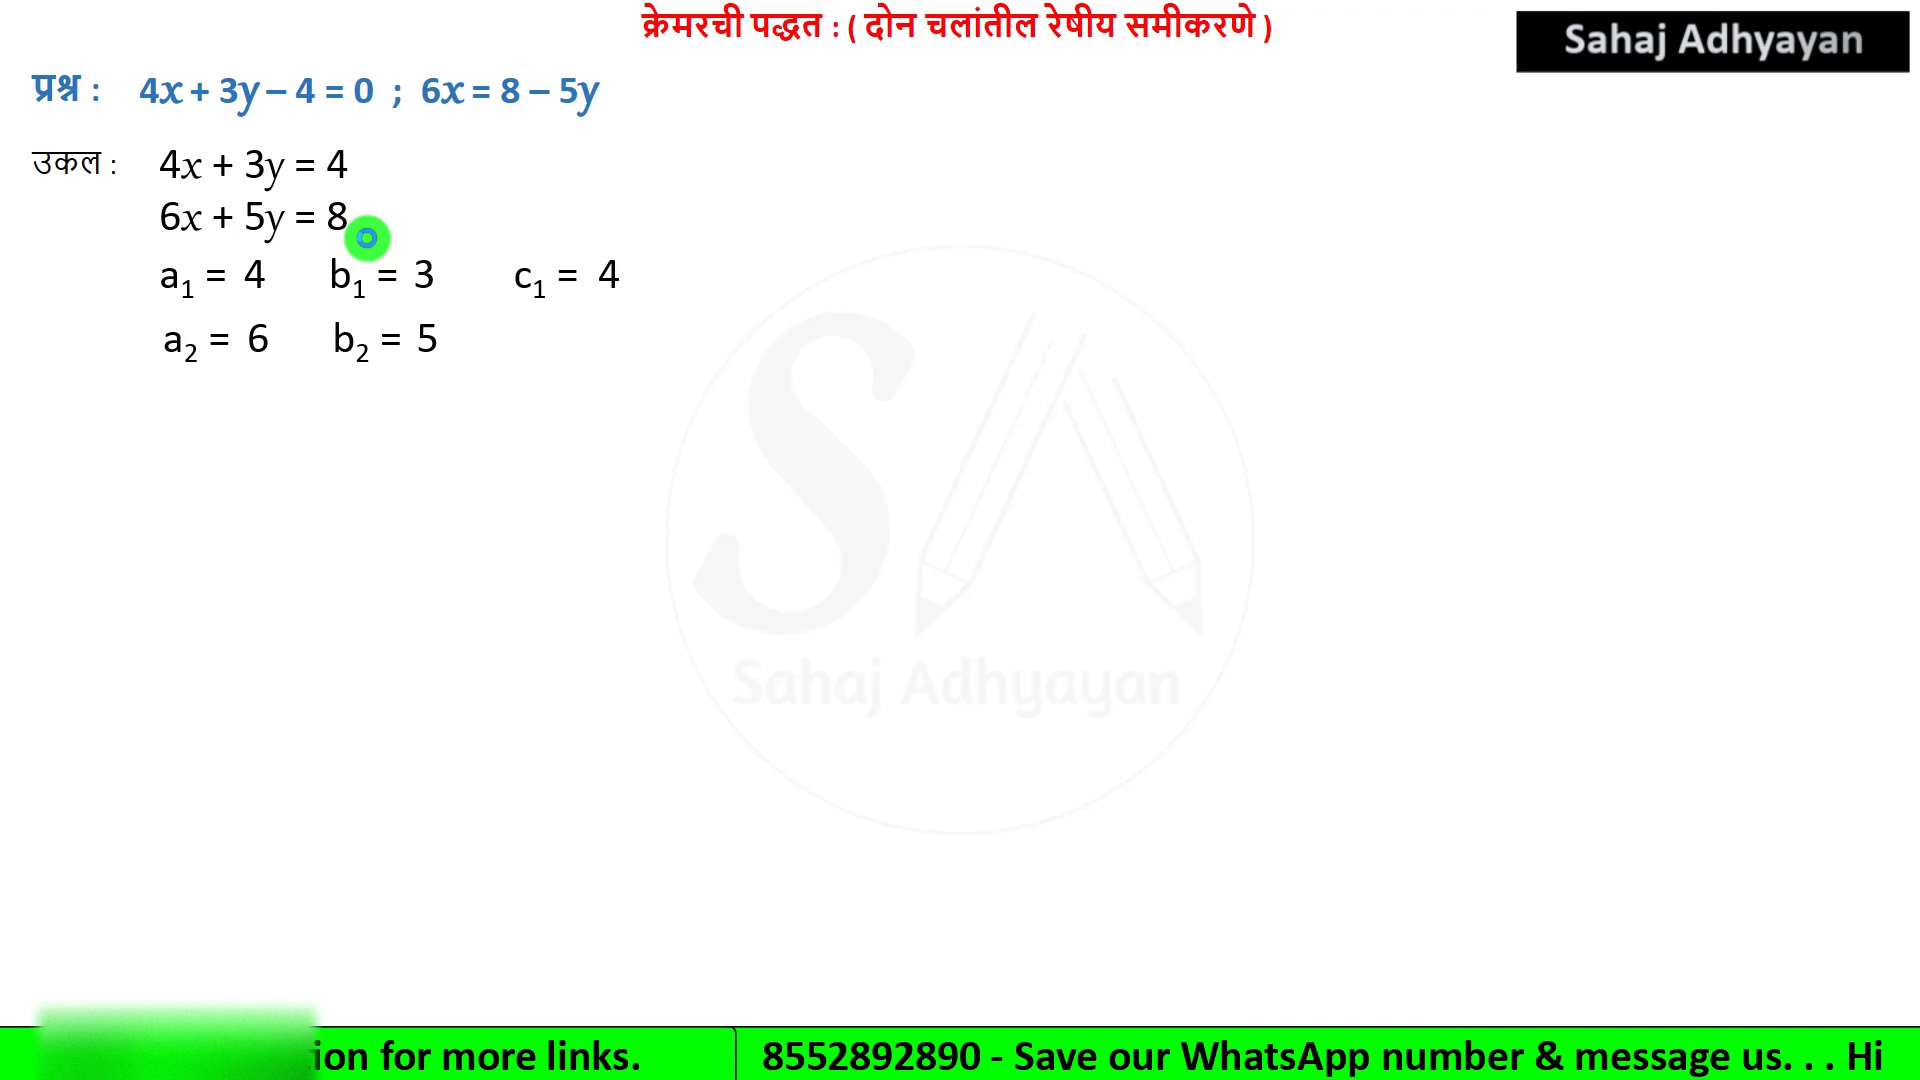 क्रेमरची पद्धत : ( दोन चलांतील रेषीय समीकरणे )
Sahaj Adhyayan
प्रश्न : 4x + 3y – 4 = 0 ; 6x = 8 – 5y
उकल : 4x + 3y = 4
6x + 5y = 8
a₁ = 4 b₁ = 3 c₁ = 4
a₂ = 6 b₂ = 5
Sahaj Adhyayan
for more links.
8552892890 - Save our WhatsApp number & message us. . . Hi